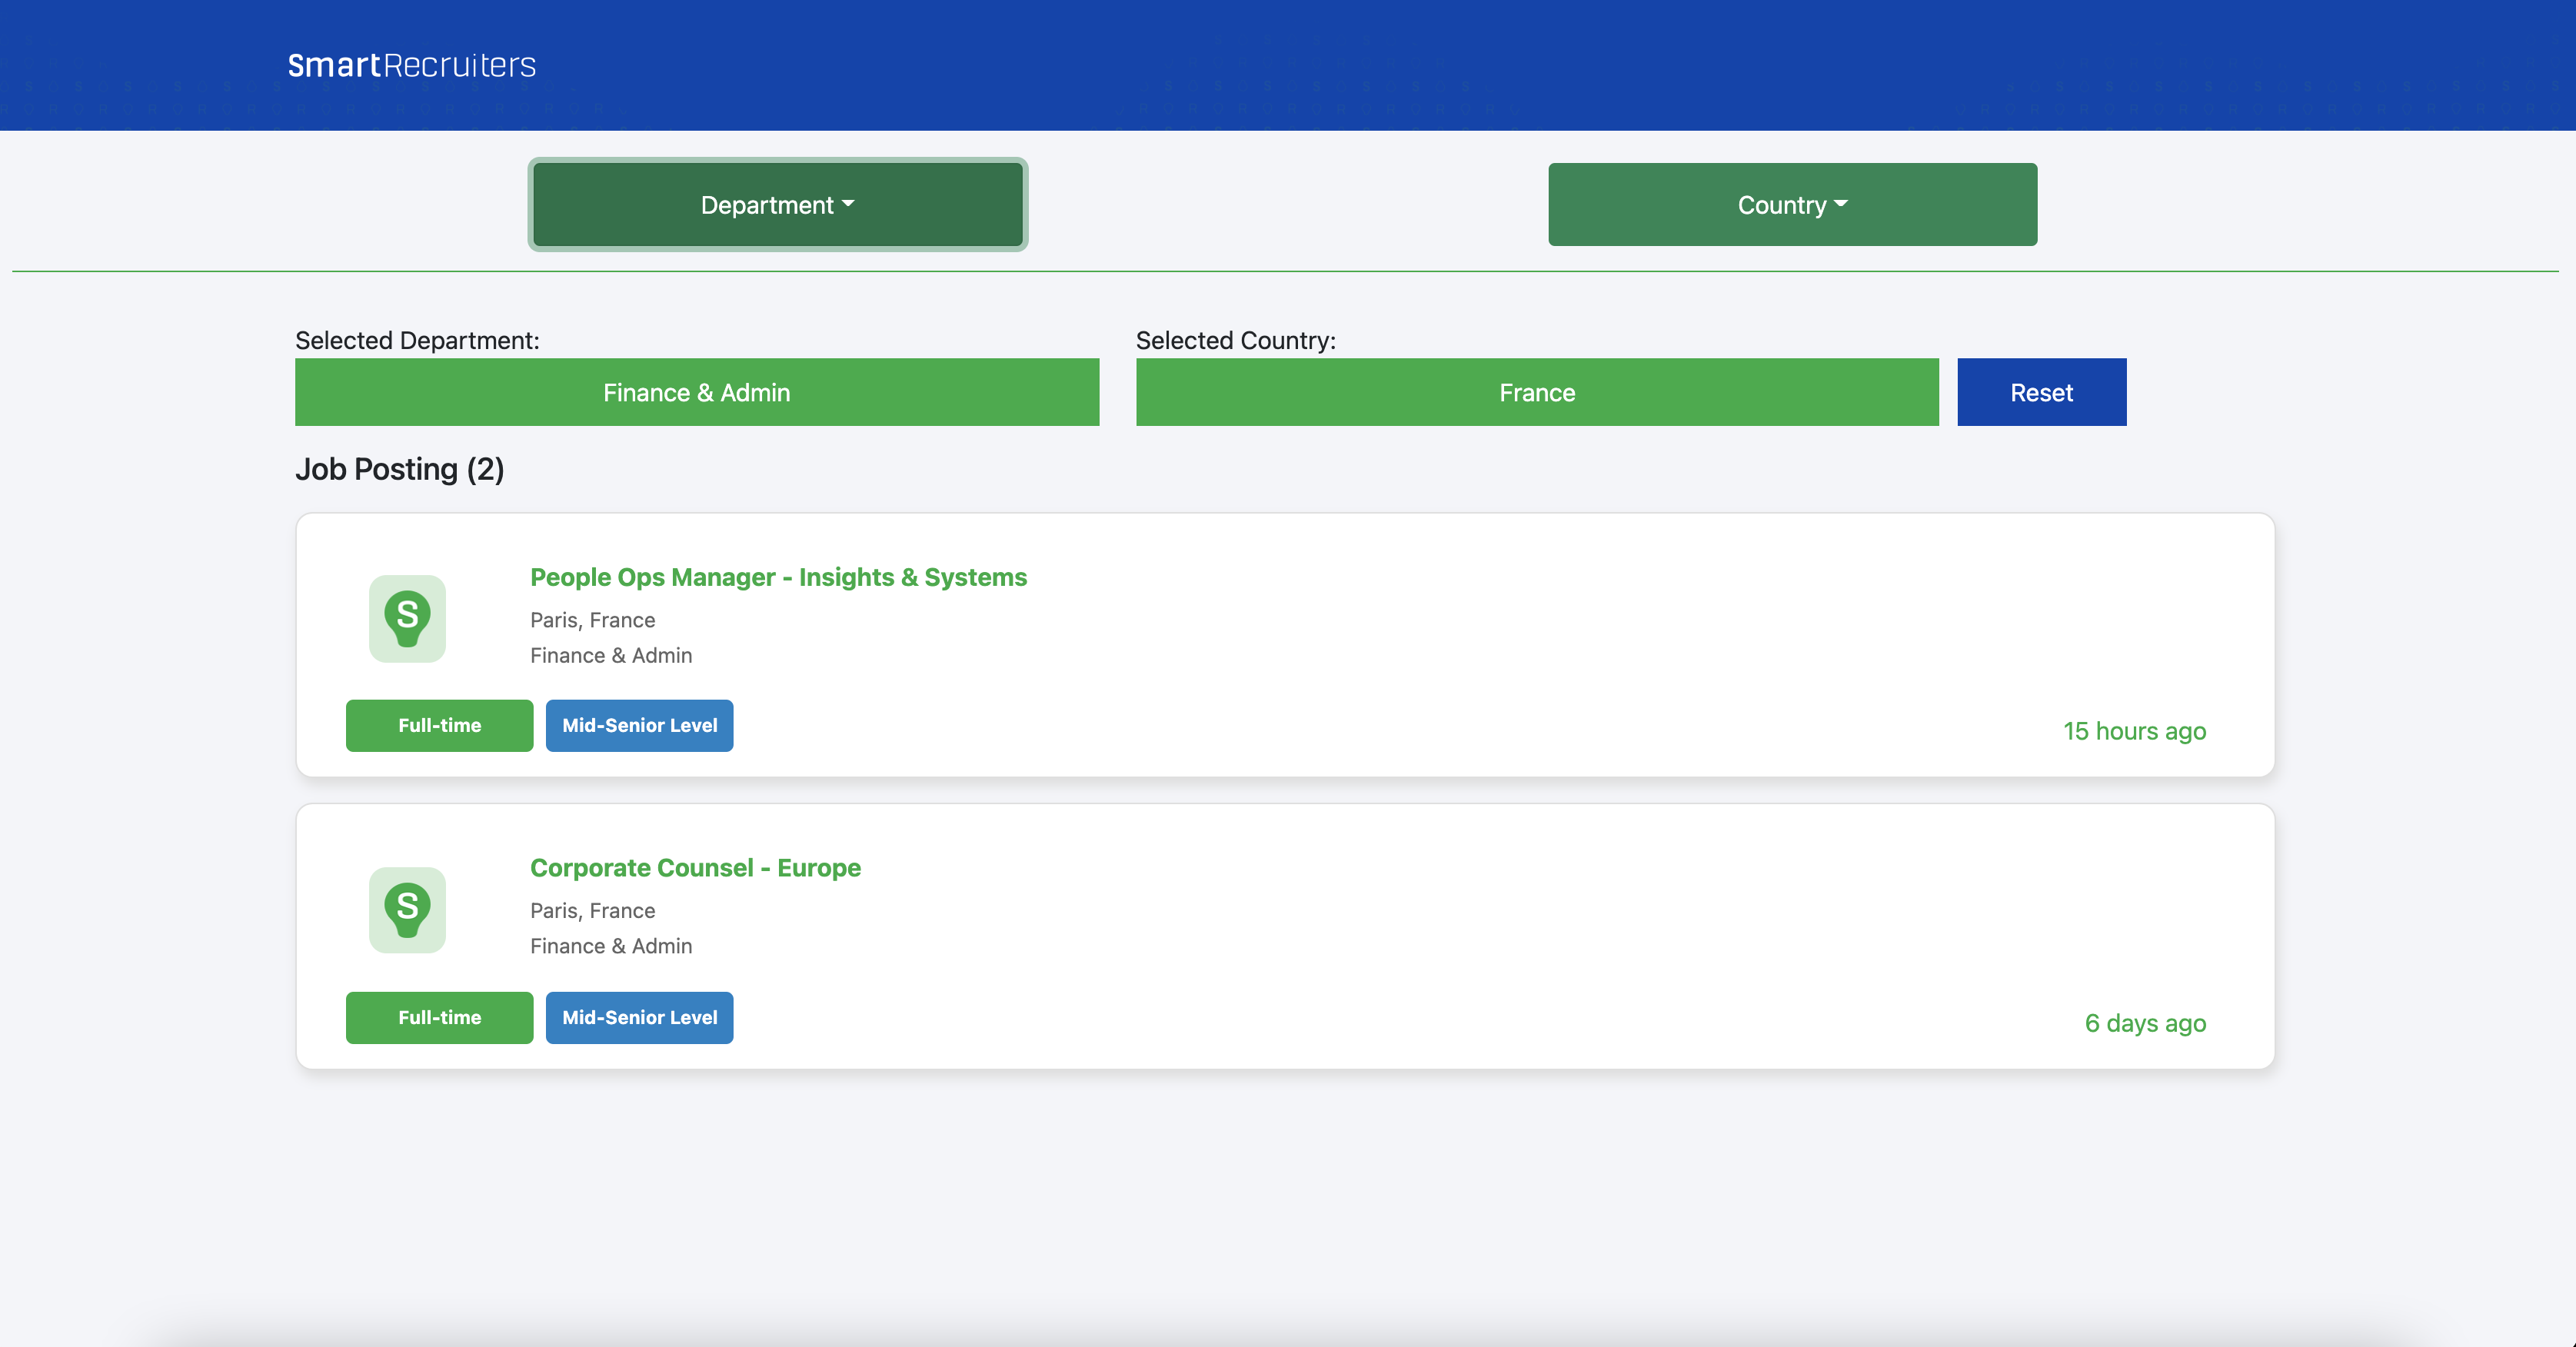 SmartRecruiters
Department
Country
Selected Department:
Selected Country:
Finance & Admin
France
Reset
Job Posting (2)
S
People Ops Manager - Insights & Systems
Paris, France
Finance & Admin
Full-time
Mid-Senior Level
15 hours ago
S
Corporate Counsel - Europe
Paris, France
Finance & Admin
Full-time
Mid-Senior Level
6 days ago